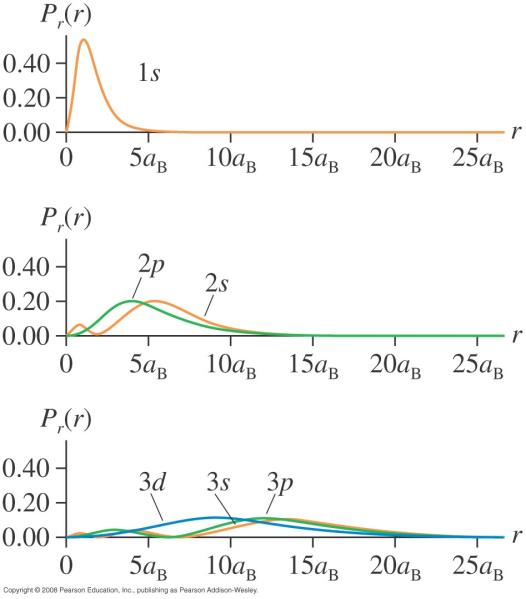 P_r(r)
0.40
1s
0.20
0.00
r
0 5a_B 10a_B 15a_B 20a_B 25a_B
P_r(r)
0.40
2p
2s
0.20
0.00
r
0 5a_B 10a_B 15a_B 20a_B 25a_B
P_r(r)
0.40
3d 3s 3p
0.20
0.00
r
0 5a_B 10a_B 15a_B 20a_B 25a_B
Copyright © 2008 Pearson Education, Inc., publishing as Pearson Addison-Wesley.